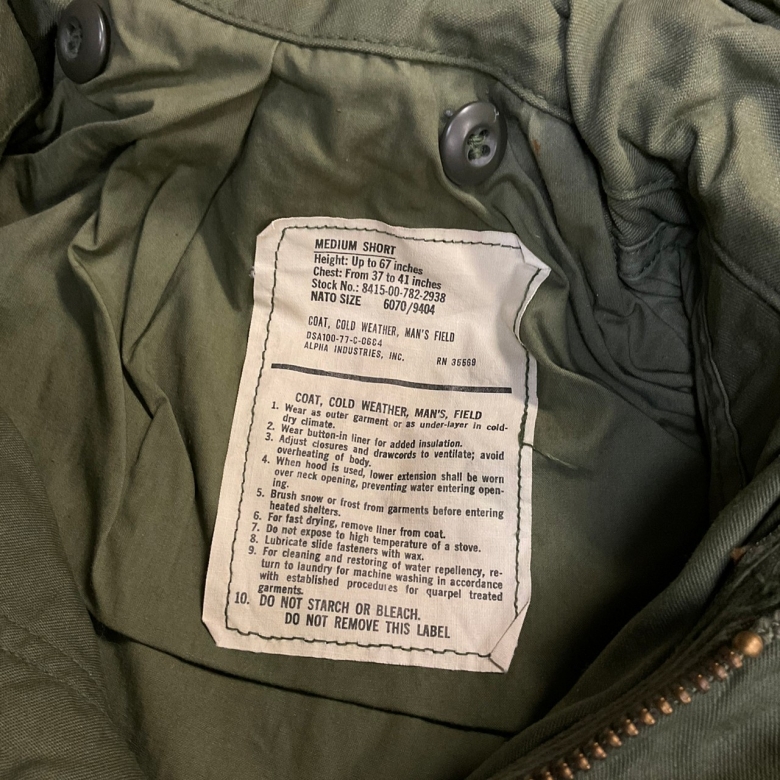 MEDIUM SHORT
Height: Up to 67 inches
Chest: From 37 to 41 inches
Stock No.: 8415-00-782-2938
NATO SIZE 6070/9404
COAT, COLD WEATHER, MAN'S FIELD
DSA100-77-C-0664
ALPHA INDUSTRIES, INC. RN 35669
COAT, COLD WEATHER, MAN'S, FIELD
1. Wear as outer garment or as under-layer in cold-
dry climate.
2. Wear button-in liner for added insulation.
3. Adjust closures and drawcords to ventilate; avoid
overheating of body.
4. When hood is used, lower extension shall be worn
over neck opening, preventing water entering open-
ing.
5. Brush snow or frost from garments before entering
heated shelters.
6. For fast drying, remove liner from coat.
7. Do not expose to high temperature of a stove.
8. Lubricate slide fasteners with wax.
9. For cleaning and restoring of water repellency, re-
turn to laundry for machine washing in accordance
with established procedures for quarpel treated
garments.
10. DO NOT STARCH OR BLEACH.
DO NOT REMOVE THIS LABEL